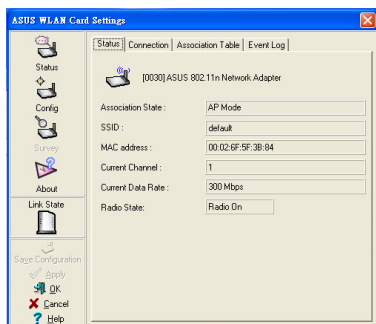 ASUS WLAN Card Settings
Status
Config
Survey
About
Link State
Save Configuration
Apply
OK
Cancel
Help
Status Connection Association Table Event Log
[0030] ASUS 802.11n Network Adapter
Association State : AP Mode
SSID : default
MAC address : 00:02:6F:5F:3B:84
Current Channel : 1
Current Data Rate : 300 Mbps
Radio State: Radio On